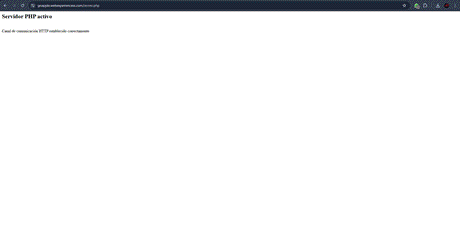 Servidor PHP activo
Canal de comunicación HTTP establecido correctamente